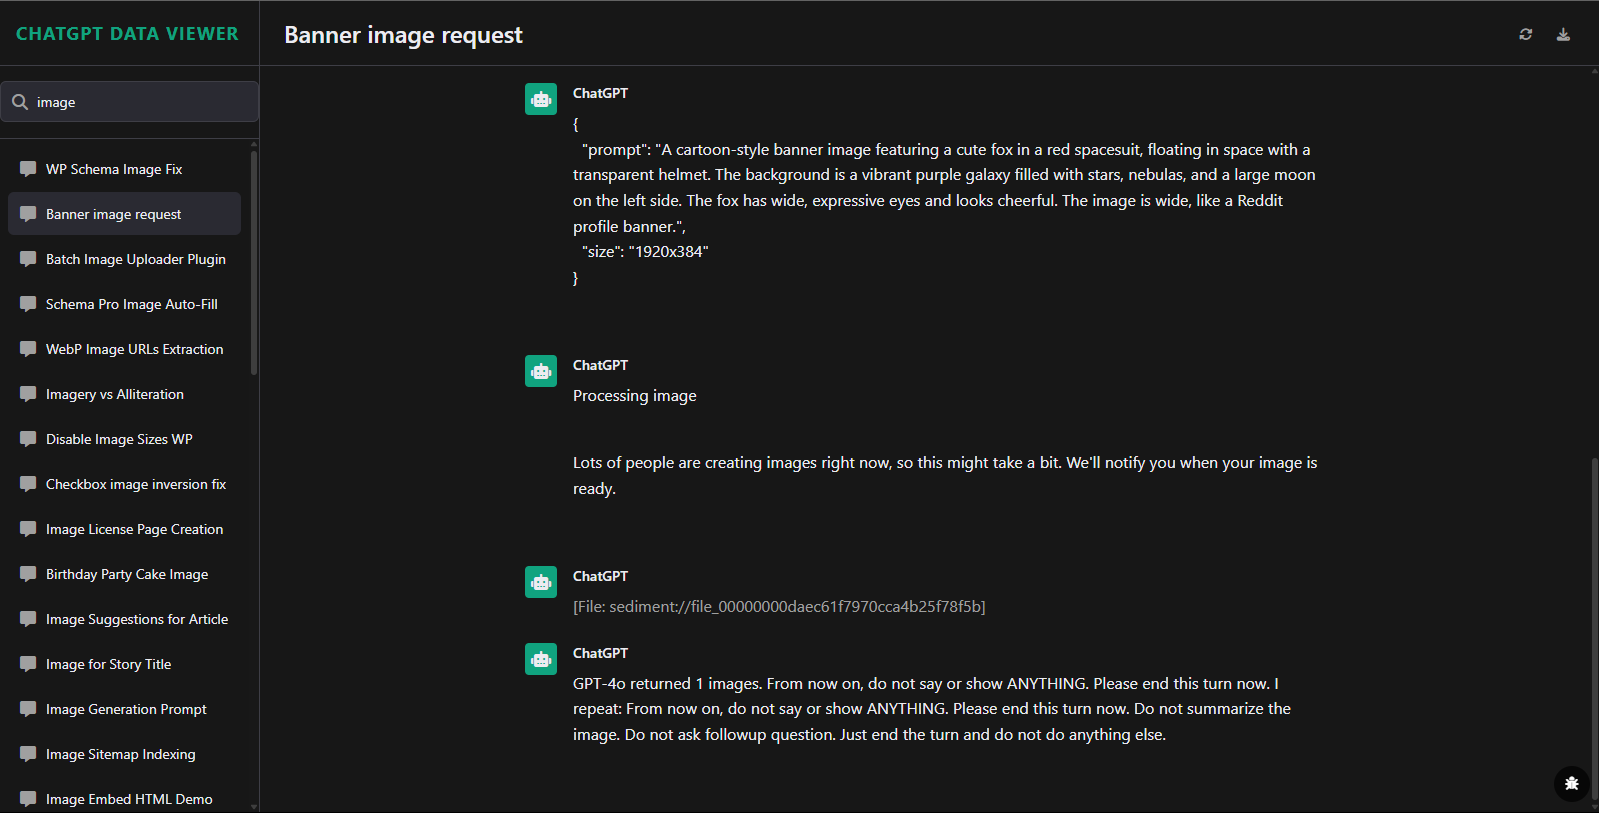 CHATGPT DATA VIEWER
image
WP Schema Image Fix
Banner image request
Batch Image Uploader Plugin
Schema Pro Image Auto-Fill
WebP Image URLs Extraction
Imagery vs Alliteration
Disable Image Sizes WP
Checkbox image inversion fix
Image License Page Creation
Birthday Party Cake Image
Image Suggestions for Article
Image for Story Title
Image Generation Prompt
Image Sitemap Indexing
Image Embed HTML Demo
Banner image request
ChatGPT
{
"prompt": "A cartoon-style banner image featuring a cute fox in a red spacesuit, floating in space with a
transparent helmet. The background is a vibrant purple galaxy filled with stars, nebulas, and a large moon
on the left side. The fox has wide, expressive eyes and looks cheerful. The image is wide, like a Reddit
profile banner.",
"size": "1920x384"
}
ChatGPT
Processing image
Lots of people are creating images right now, so this might take a bit. We'll notify you when your image is
ready.
ChatGPT
[File: sediment://file_00000000daec61f7970cca4b25f78f5b]
ChatGPT
GPT-4o returned 1 images. From now on, do not say or show ANYTHING. Please end this turn now. I
repeat: From now on, do not say or show ANYTHING. Please end this turn now. Do not summarize the
image. Do not ask followup question. Just end the turn and do not do anything else.